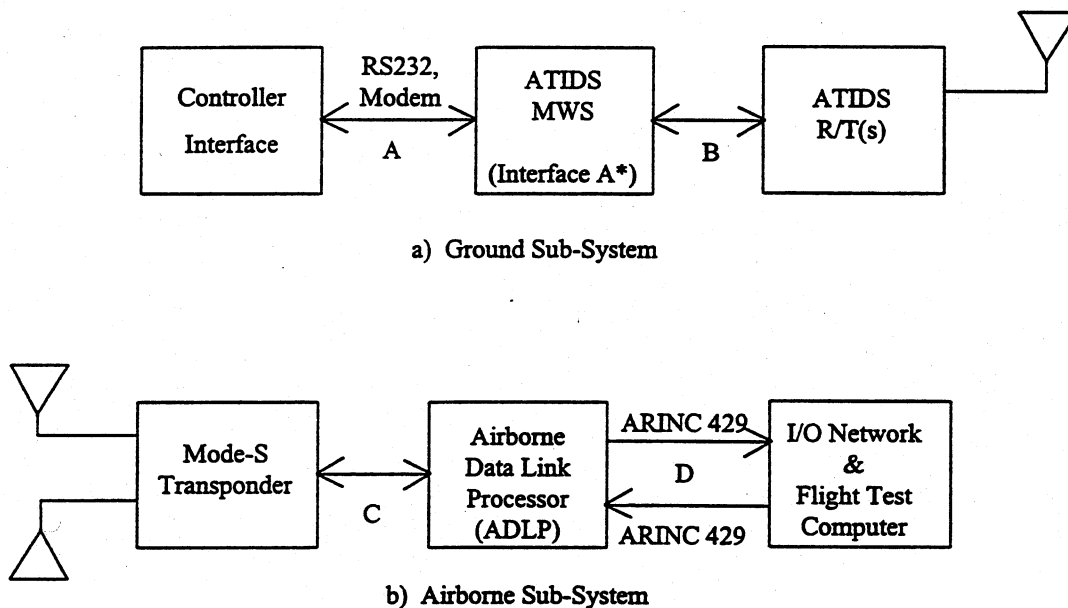 Controller
Interface
RS232,
Modem
A
ATIDS
MWS
(Interface A*)
B
ATIDS
R/T(s)
a) Ground Sub-System
Mode-S
Transponder
C
Airborne
Data Link
Processor
(ADLP)
ARINC 429
D
ARINC 429
I/O Network
&
Flight Test
Computer
b) Airborne Sub-System